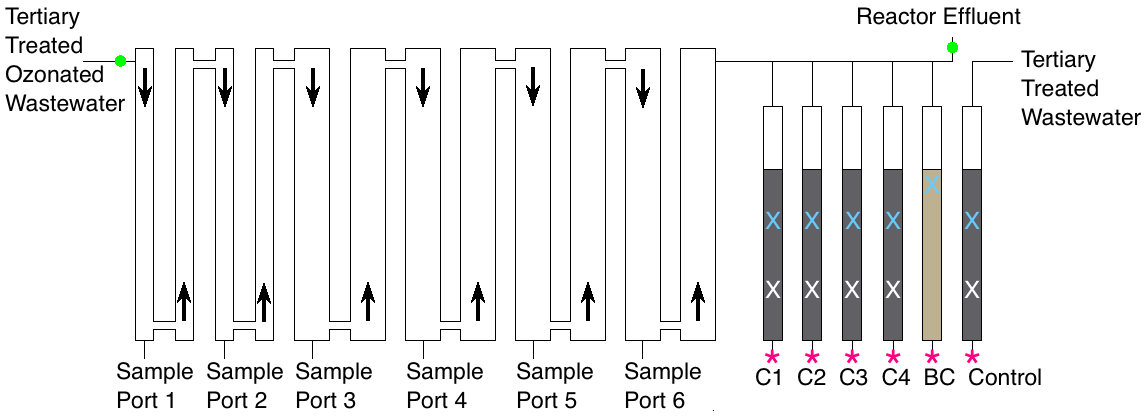 Tertiary
Treated
Ozonated
Wastewater
Reactor Effluent
Tertiary
Treated
Wastewater
X X X X X X
X X X X X
* * * * * *
C1 C2 C3 C4 BC Control
Sample
Port 1
Sample
Port 2
Sample
Port 3
Sample
Port 4
Sample
Port 5
Sample
Port 6